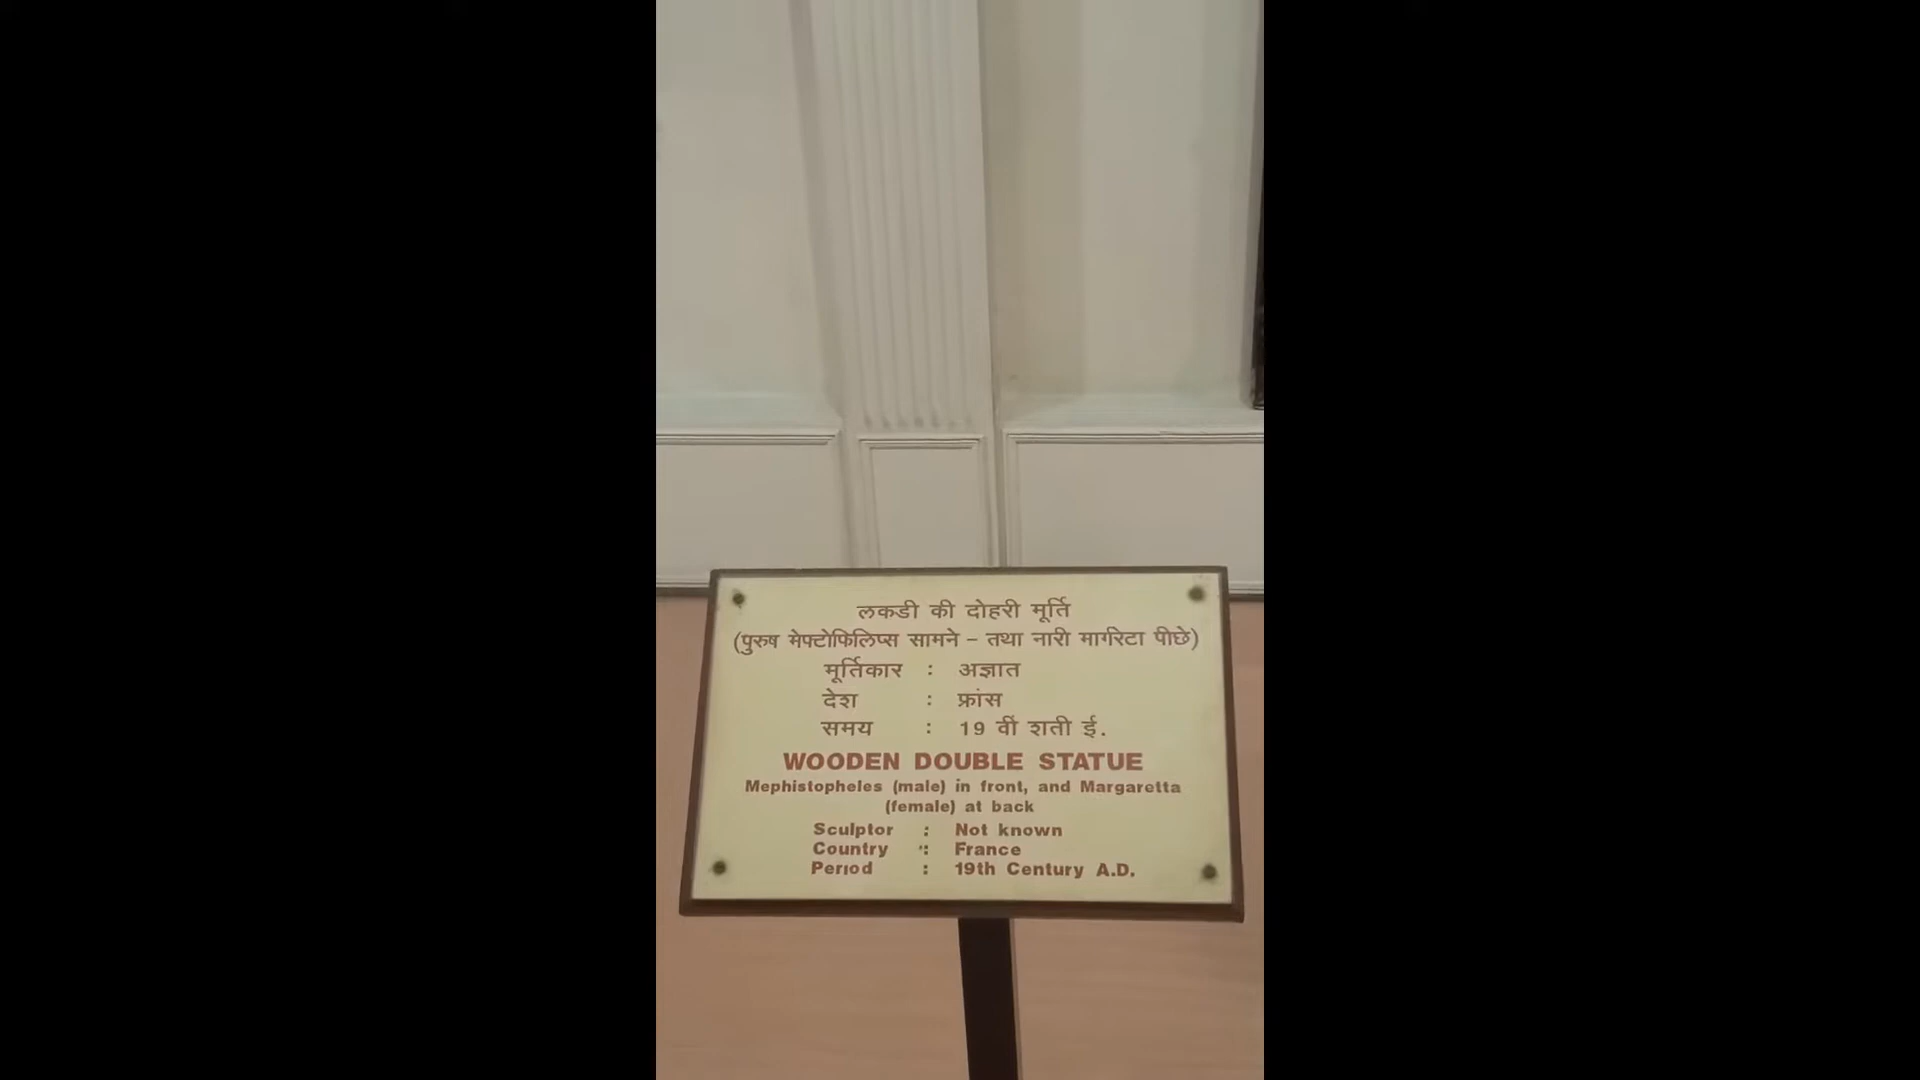 लकडी की दोहरी मूर्ति
(पुरुष मेफ्टोफिलिप्स सामने - तथा नारी मार्गरिटा पीछे)
मूर्तिकार : अज्ञात
देश : फ्रांस
समय : 19 वीं शती ई.
WOODEN DOUBLE STATUE
Mephistopheles (male) in front, and Margaretta
(female) at back
Sculptor : Not known
Country : France
Period : 19th Century A.D.